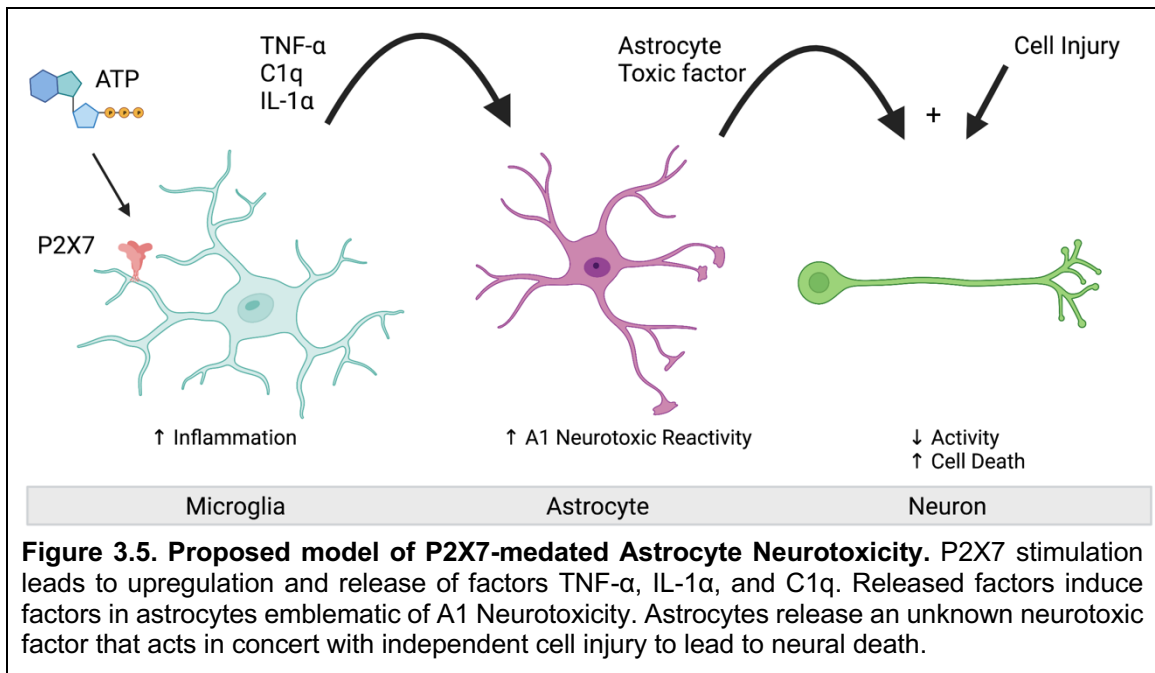 ATP
P P P
P2X7
TNF-α
C1q
IL-1α
Astrocyte
Toxic factor
Cell Injury
+
↑ Inflammation
↑ A1 Neurotoxic Reactivity
↓ Activity
↑ Cell Death
Microglia Astrocyte Neuron
Figure 3.5. Proposed model of P2X7-medated Astrocyte Neurotoxicity. P2X7 stimulation
leads to upregulation and release of factors TNF-α, IL-1α, and C1q. Released factors induce
factors in astrocytes emblematic of A1 Neurotoxicity. Astrocytes release an unknown neurotoxic
factor that acts in concert with independent cell injury to lead to neural death.